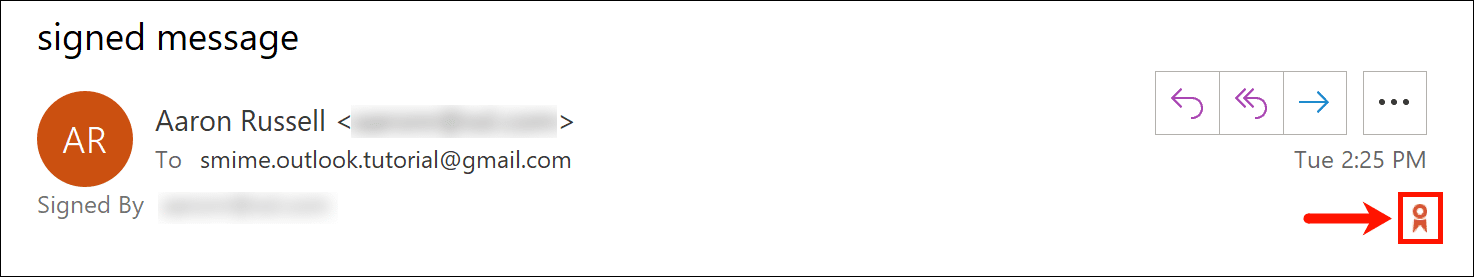 signed message
AR
Aaron Russell < >
To smime.outlook.tutorial@gmail.com
Tue 2:25 PM
Signed By